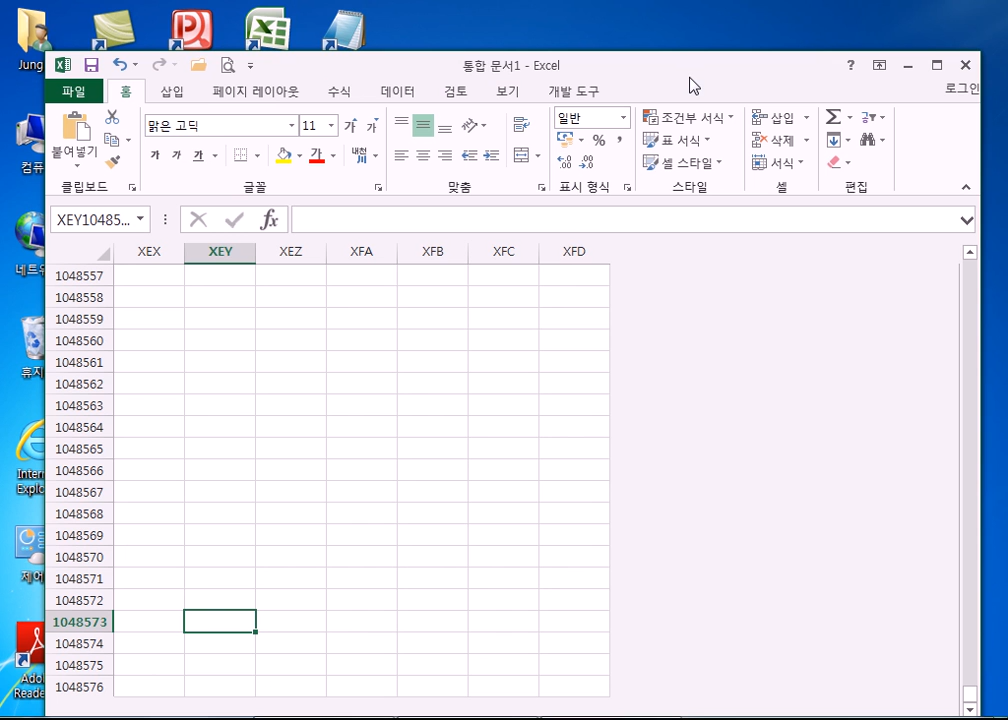 Jung
통합 문서1 - Excel
?
파일 홈 삽입 페이지 레이아웃 수식 데이터 검토 보기 개발 도구 로그인
붙여넣기
맑은 고딕 11 가 가
가 가 가 가 내천
일반
% ,
조건부 서식
표 서식
셀 스타일
삽입
삭제
서식
클립보드 글꼴 맞춤 표시 형식 스타일 셀 편집
XEY10485... fx
XEX XEY XEZ XFA XFB XFC XFD
1048557
1048558
1048559
1048560
1048561
1048562
1048563
1048564
1048565
1048566
1048567
1048568
1048569
1048570
1048571
1048572
1048573
1048574
1048575
1048576
컴퓨
네트
휴지
Inter
Explo
제어
Ado
Reade